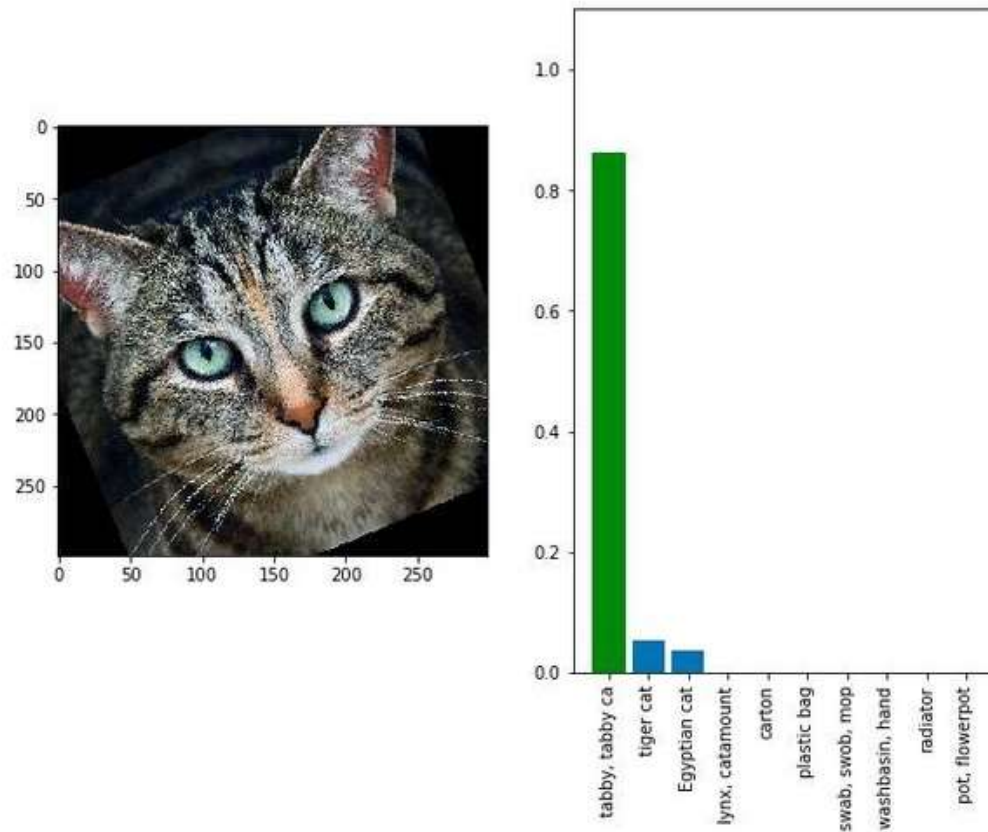 0
50
100
150
200
250
0 50 100 150 200 250
1.0
0.8
0.6
0.4
0.2
0.0
tabby, tabby ca
tiger cat
Egyptian cat
lynx, catamount
carton
plastic bag
swab, swob, mop
washbasin, hand
radiator
pot, flowerpot